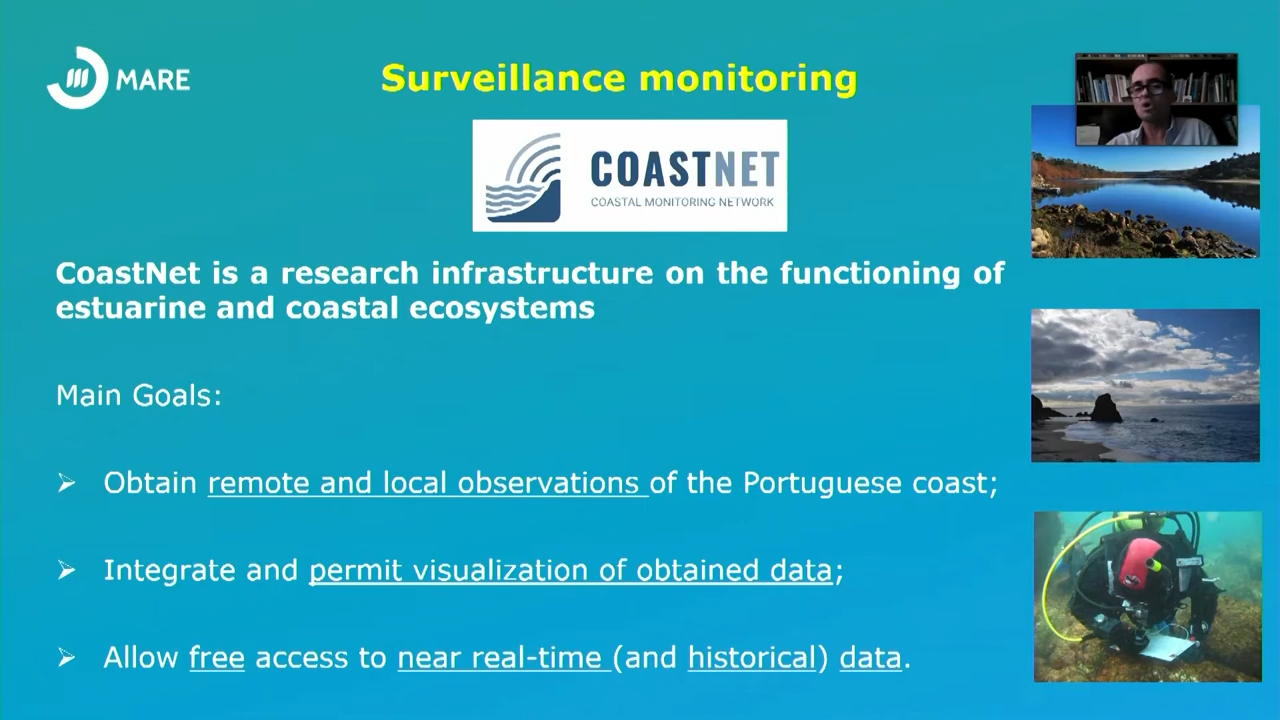 MARE
Surveillance monitoring
COASTNET
COASTAL MONITORING NETWORK
CoastNet is a research infrastructure on the functioning of
estuarine and coastal ecosystems
Main Goals:
➢ Obtain remote and local observations of the Portuguese coast;
➢ Integrate and permit visualization of obtained data;
➢ Allow free access to near real-time (and historical) data.